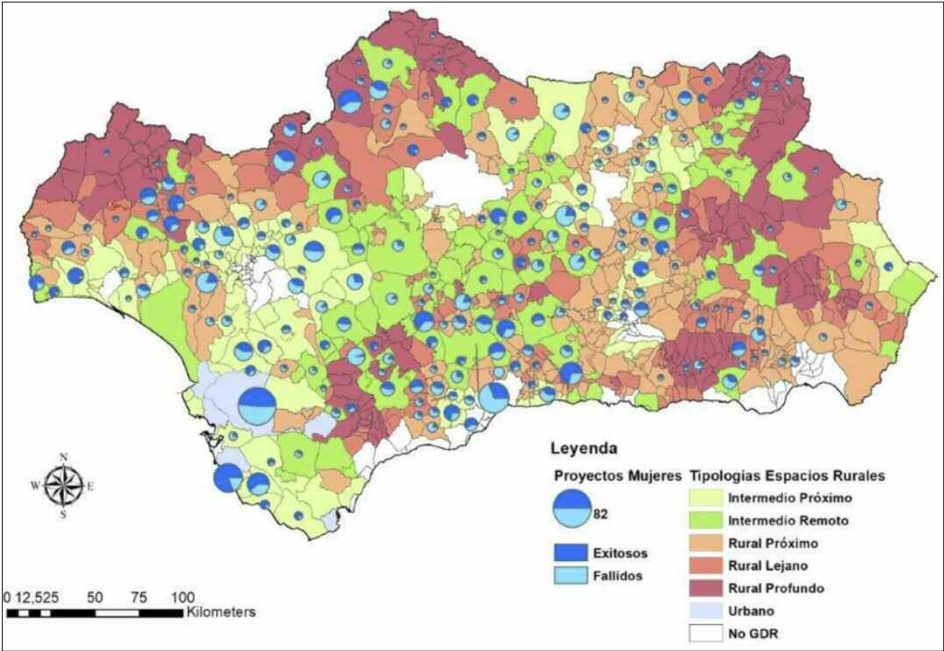 Leyenda
Proyectos Mujeres
82
Exitosos
Fallidos
Tipologias Espacios Rurales
Intermedio Próximo
Intermedio Remoto
Rural Próximo
Rural Lejano
Rural Profundo
Urbano
No GDR
N
W E
S
0 12,525 50 75 100
Kilometers